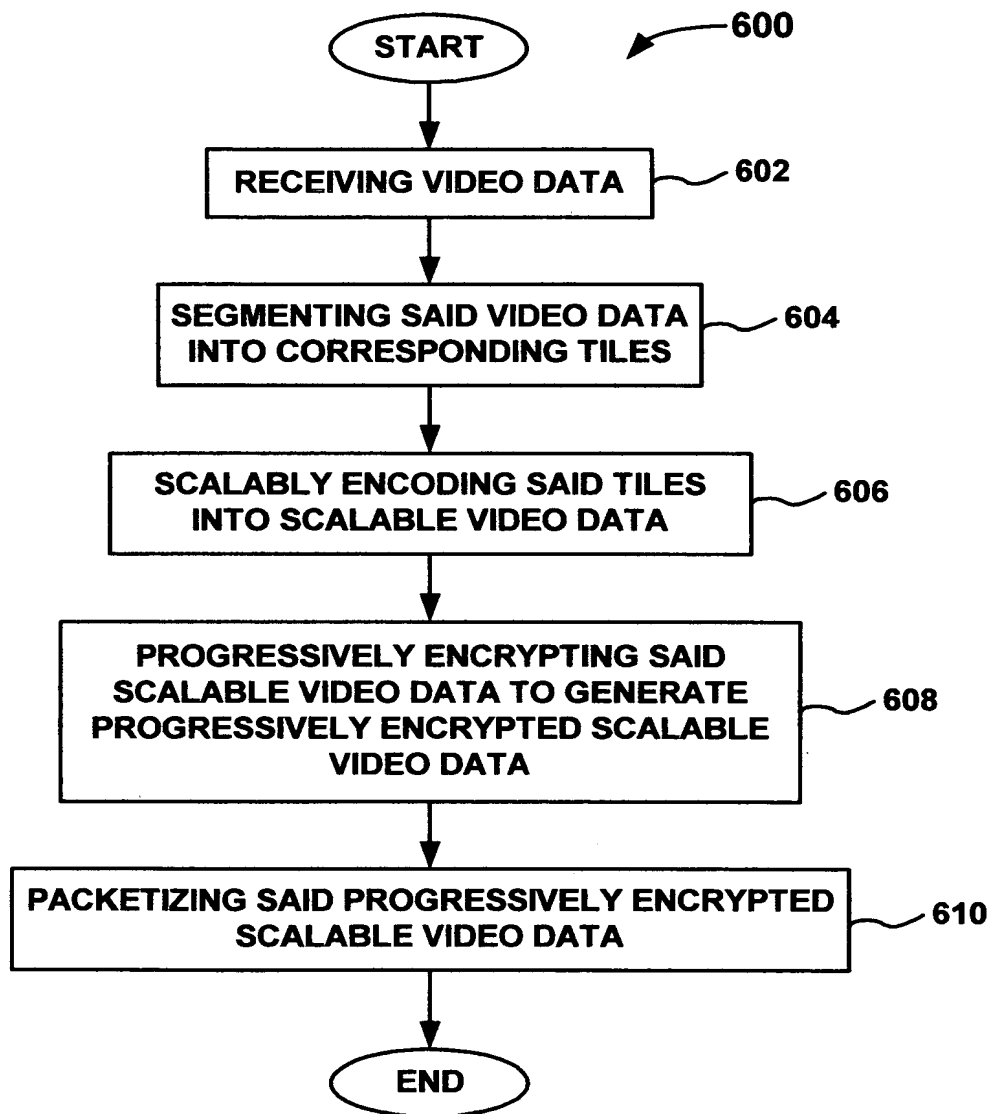 START
600
RECEIVING VIDEO DATA
602
SEGMENTING SAID VIDEO DATA
INTO CORRESPONDING TILES
604
SCALABLY ENCODING SAID TILES
INTO SCALABLE VIDEO DATA
606
PROGRESSIVELY ENCRYPTING SAID
SCALABLE VIDEO DATA TO GENERATE
PROGRESSIVELY ENCRYPTED SCALABLE
VIDEO DATA
608
PACKETIZING SAID PROGRESSIVELY ENCRYPTED
SCALABLE VIDEO DATA
610
END